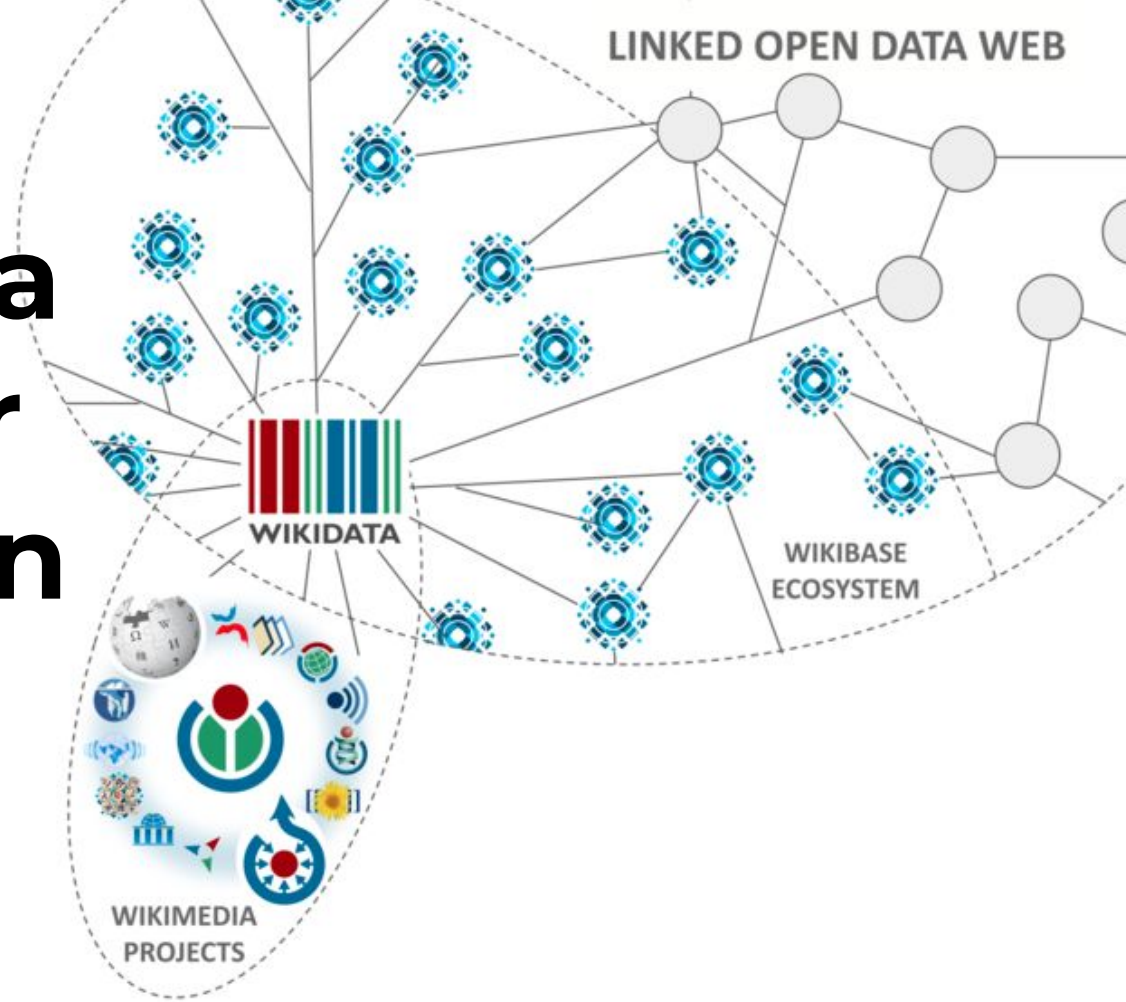 LINKED OPEN DATA WEB
a
r
n
WIKIDATA
WIKIBASE
ECOSYSTEM
WIKIMEDIA
PROJECTS